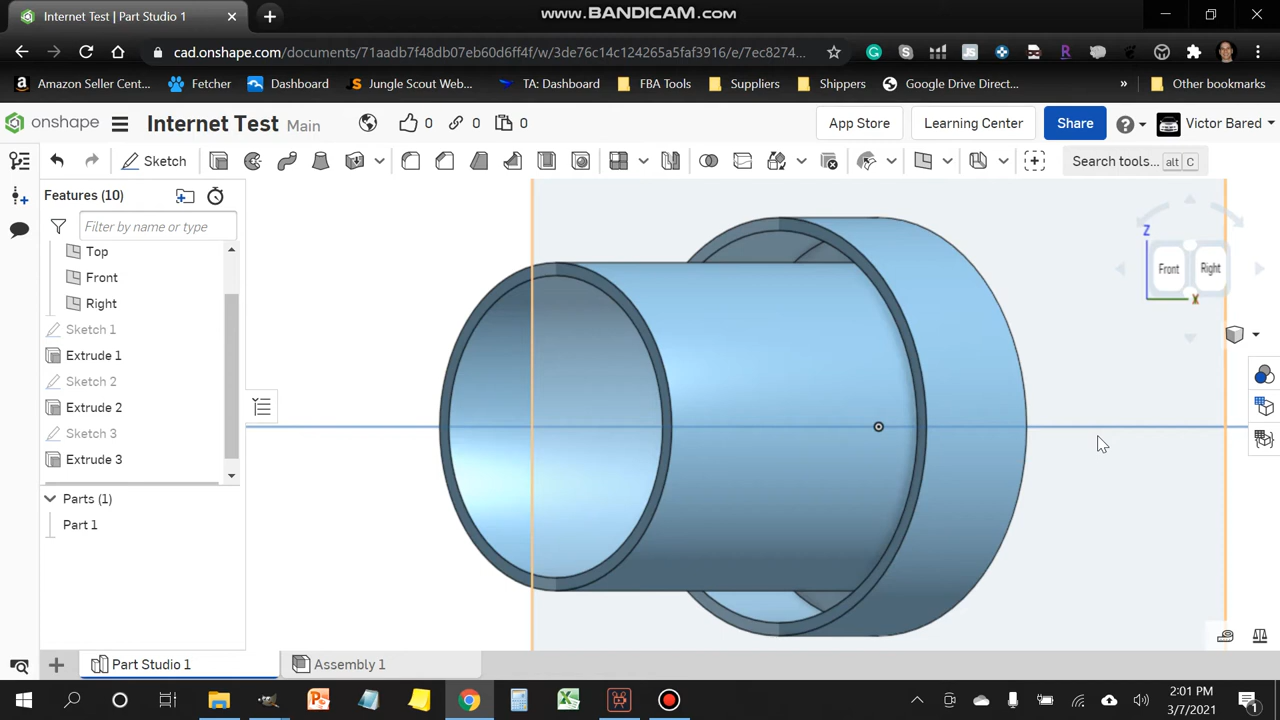 Internet Test | Part Studio 1
www.BANDICAM.com
cad.onshape.com/documents/71aadb7f48db07eb60d6ff4f/w/3de76c14c124265a5faf3916/e/7ec8274...
Amazon Seller Cent...
Fetcher
Dashboard
Jungle Scout Web...
TA: Dashboard
FBA Tools
Suppliers
Shippers
Google Drive Direct...
»
Other bookmarks
onshape
Internet Test Main
0
0
0
App Store
Learning Center
Share
Victor Bared
Sketch
Search tools... alt C
Features (10)
Filter by name or type
Top
Front
Right
Sketch 1
Extrude 1
Sketch 2
Extrude 2
Sketch 3
Extrude 3
Parts (1)
Part 1
Z
Front
Right
X
Part Studio 1
Assembly 1
2:01 PM
3/7/2021
1